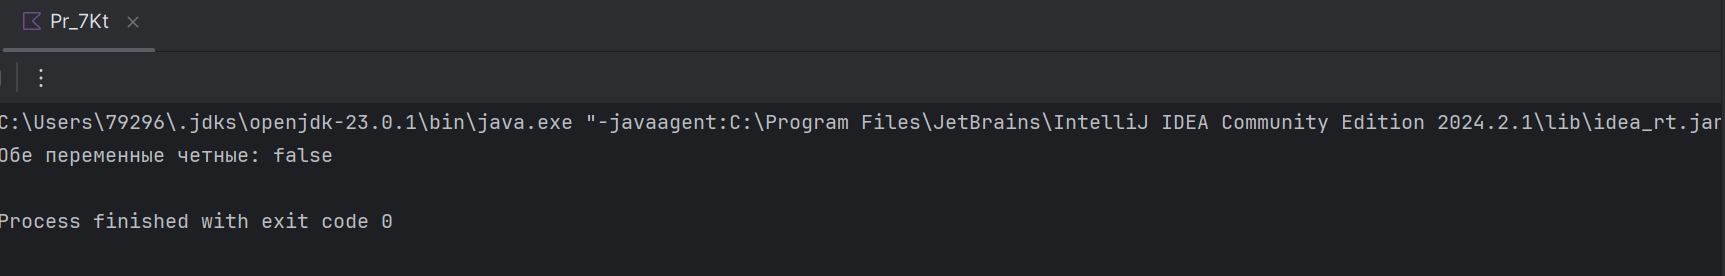 Pr_7Kt
C:\Users\79296\.jdks\openjdk-23.0.1\bin\java.exe "-javaagent:C:\Program Files\JetBrains\IntelliJ IDEA Community Edition 2024.2.1\lib\idea_rt.jar
Обе переменные четные: false
Process finished with exit code 0